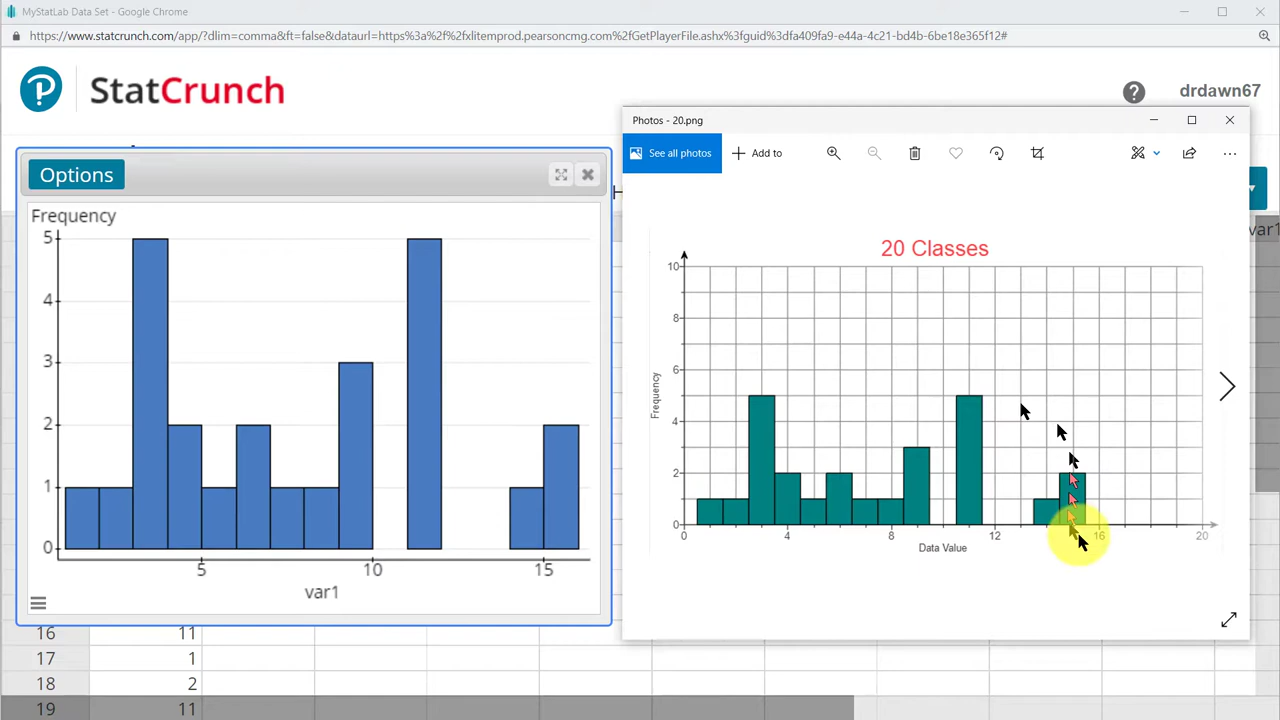 MyStatLab Data Set - Google Chrome
https://www.statcrunch.com/app/?dlim=comma&ft=false&dataurl=https%3a%2f%2fxlitemprod.pearsoncmg.com%2fGetPlayerFile.ashx%3fguid%3dfa409fa9-e44a-4c21-bd4b-6be18e365f12#
P StatCrunch
? drdawn67
Options
Frequency
5
4
3
2
1
0
5 10 15
var1
Photos - 20.png
See all photos
Add to
var1
20 Classes
10
8
6
4
2
0
Frequency
0 4 8 12 16 20
Data Value
16 11
17 1
18 2
19 11